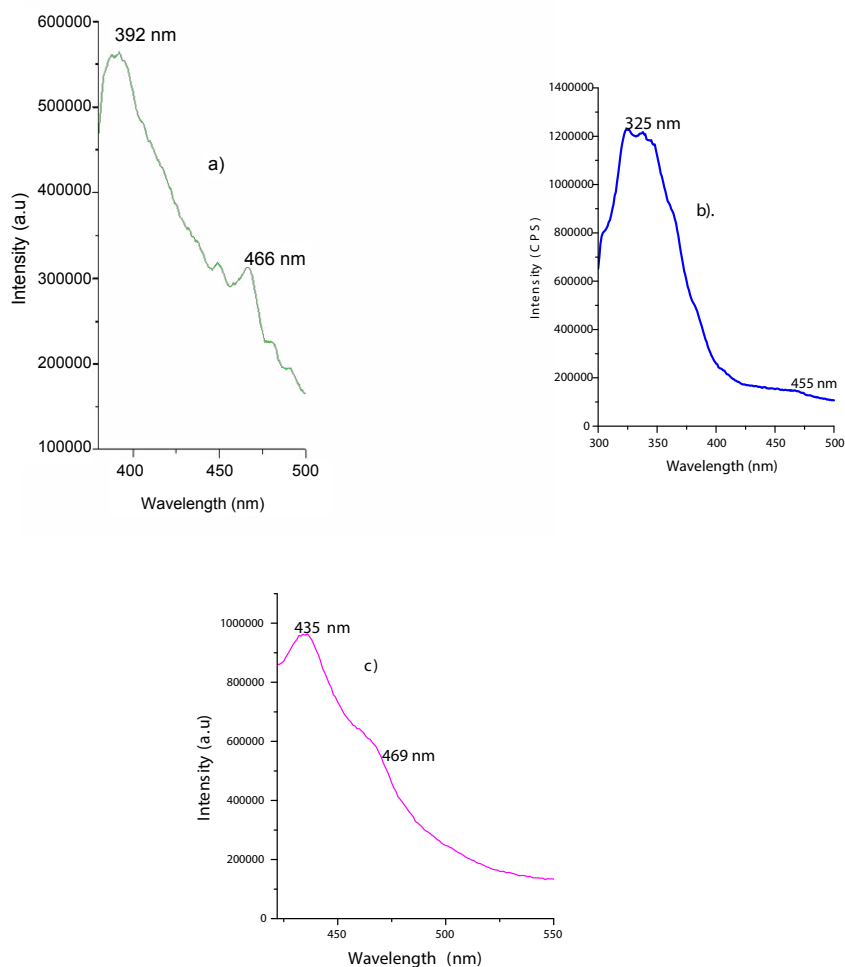 600000
392 nm
500000
400000
300000
200000
100000
a)
466 nm
400
450
500
Wavelength (nm)
Intensity (a.u)
1400000
1200000
1000000
800000
600000
400000
200000
0
325 nm
b).
455 nm
300
350
400
450
500
Wavelength (nm)
Intensity (CPS)
1000000
800000
600000
400000
200000
0
435 nm
c)
469 nm
450
500
550
Wavelength (nm)
Intensity (a.u)